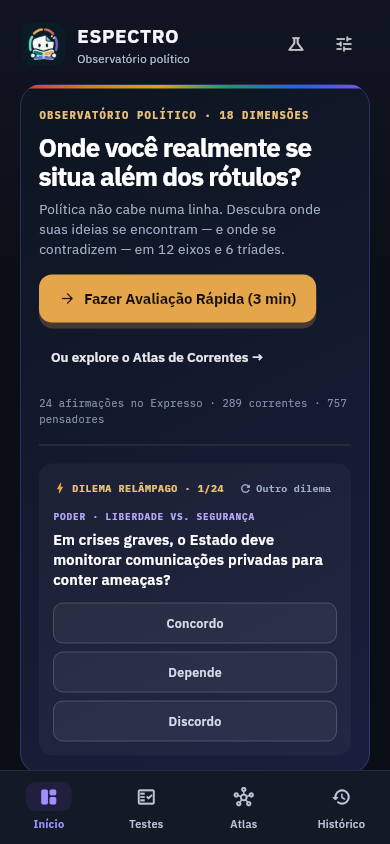 ESPECTRO
Observatório político
OBSERVATÓRIO POLÍTICO · 18 DIMENSÕES
Onde você realmente se
situa além dos rótulos?
Política não cabe numa linha. Descubra onde
suas ideias se encontram — e onde se
contradizem — em 12 eixos e 6 tríades.
→ Fazer Avaliação Rápida (3 min)
Ou explore o Atlas de Correntes →
24 afirmações no Expresso · 289 correntes · 757
pensadores
DILEMA RELÂMPAGO · 1/24 Outro dilema
PODER · LIBERDADE VS. SEGURANÇA
Em crises graves, o Estado deve
monitorar comunicações privadas para
conter ameaças?
Concordo
Depende
Discordo
Início Testes Atlas Histórico